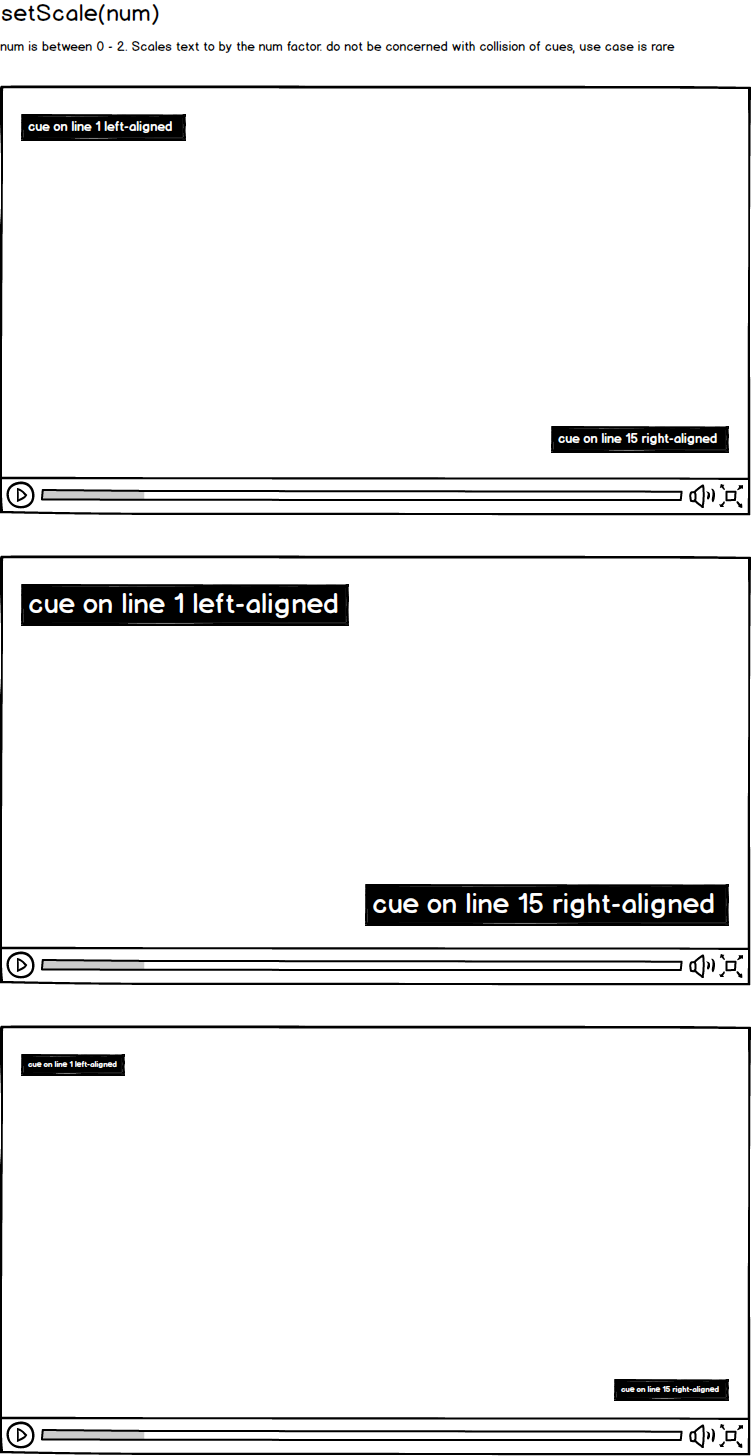 setScale(num)
num is between 0 - 2. Scales text to by the num factor. do not be concerned with collision of cues, use case is rare
cue on line 1 left-aligned
cue on line 15 right-aligned
cue on line 1 left-aligned
cue on line 15 right-aligned
cue on line 1 left-aligned
cue on line 15 right-aligned